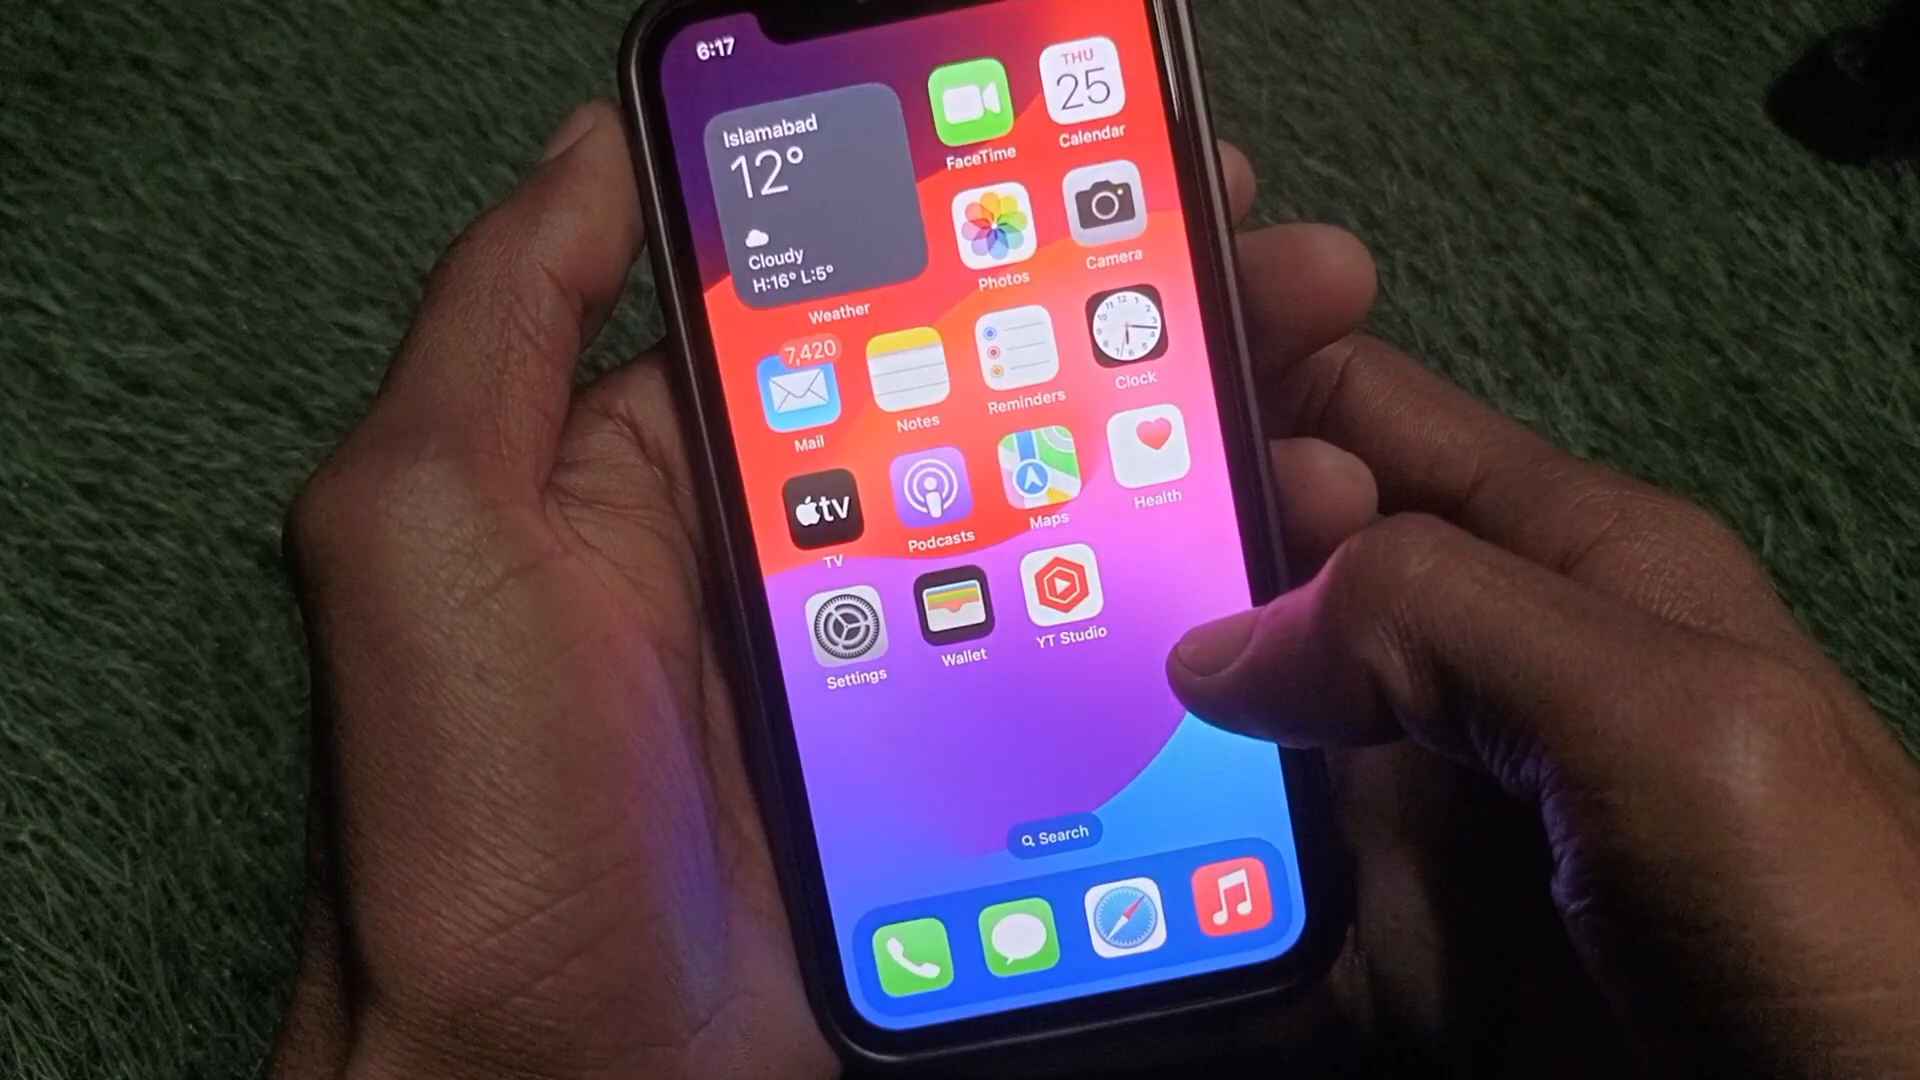 6:17
Islamabad
12°
Cloudy
H:16° L:5°
Weather
FaceTime
THU
25
Calendar
Photos
Camera
7,420
Mail
Notes
Reminders
Clock
tv
TV
Podcasts
Maps
Health
Settings
Wallet
YT Studio
Search